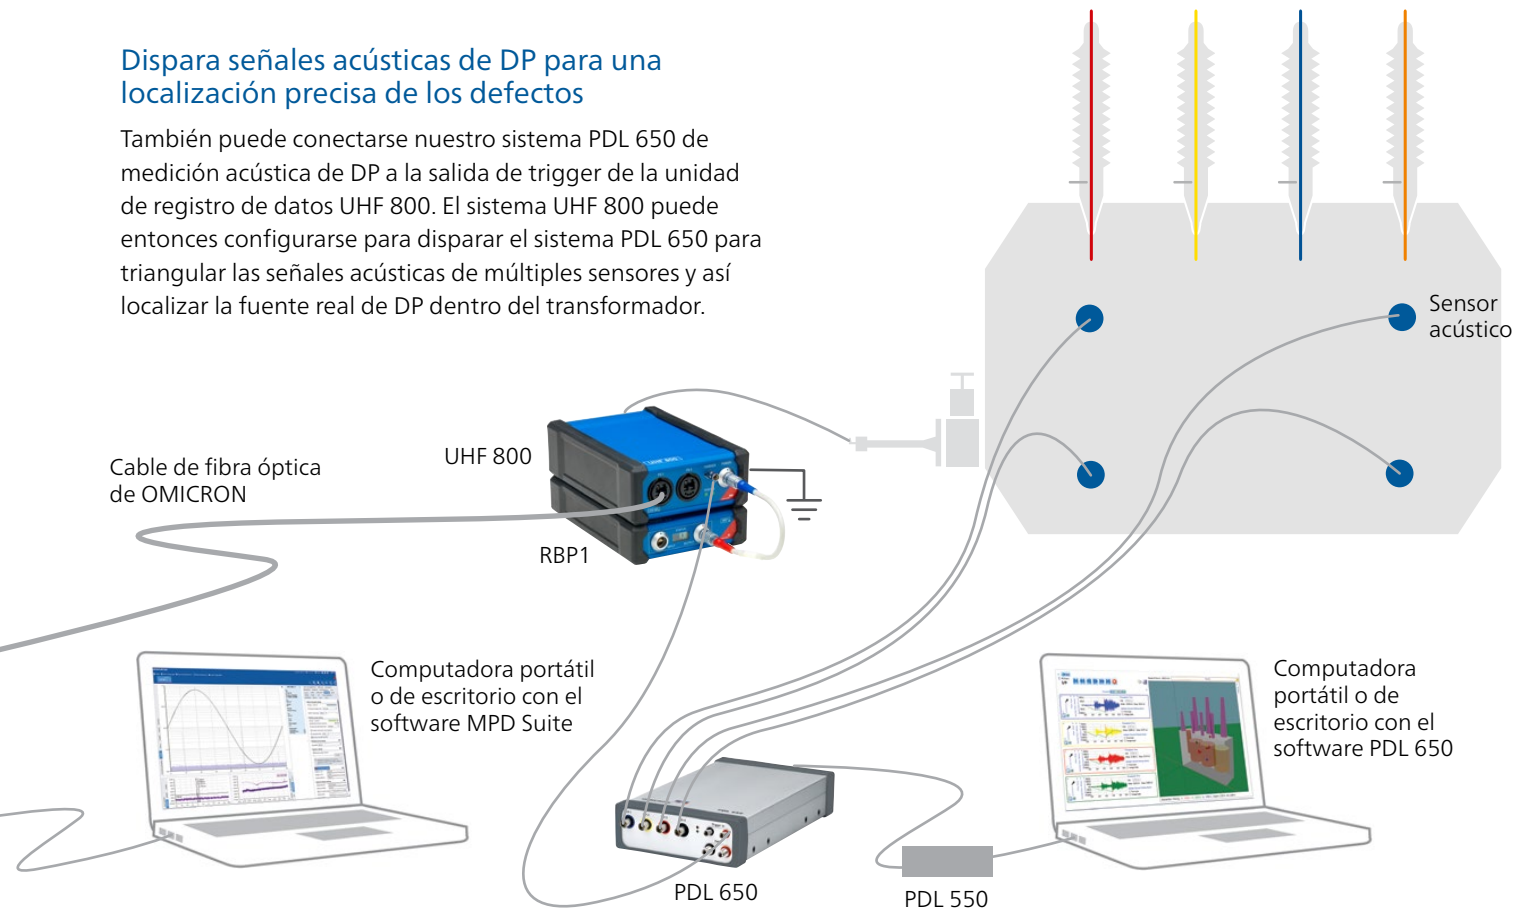 Dispara señales acústicas de DP para una
localización precisa de los defectos
También puede conectarse nuestro sistema PDL 650 de
medición acústica de DP a la salida de trigger de la unidad
de registro de datos UHF 800. El sistema UHF 800 puede
entonces configurarse para disparar el sistema PDL 650 para
triangular las señales acústicas de múltiples sensores y así
localizar la fuente real de DP dentro del transformador.
Sensor
acústico
UHF 800
Cable de fibra óptica
de OMICRON
UHF 800
RBP1
Computadora portátil
o de escritorio con el
software MPD Suite
Computadora
portátil o de
escritorio con el
software PDL 650
PDL 650
PDL 550